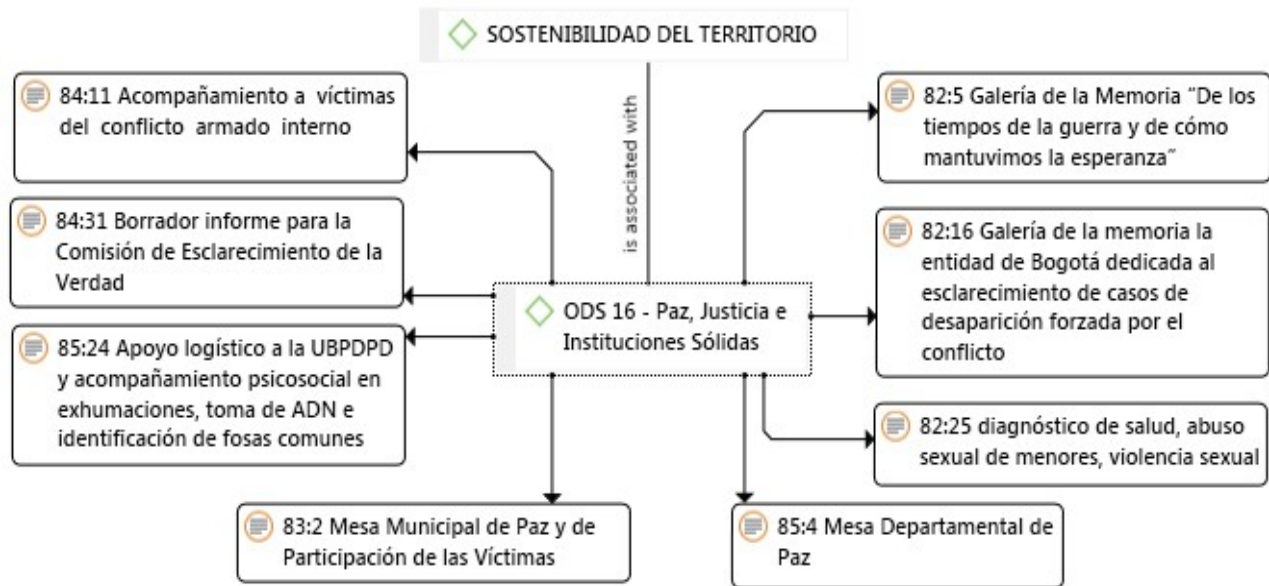 SOSTENIBILIDAD DEL TERRITORIO
84:11 Acompañamiento a víctimas
del conflicto armado interno
is associated with
82:5 Galería de la Memoria “De los
tiempos de la guerra y de cómo
mantuvimos la esperanza”
84:31 Borrador informe para la
Comisión de Esclarecimiento de la
Verdad
82:16 Galería de la memoria la
entidad de Bogotá dedicada al
esclarecimiento de casos de
desaparición forzada por el
conflicto
ODS 16 - Paz, Justicia e
Instituciones Sólidas
85:24 Apoyo logístico a la UBPDPD
y acompañamiento psicosocial en
exhumaciones, toma de ADN e
identificación de fosas comunes
82:25 diagnóstico de salud, abuso
sexual de menores, violencia sexual
83:2 Mesa Municipal de Paz y de
Participación de las Víctimas
85:4 Mesa Departamental de
Paz